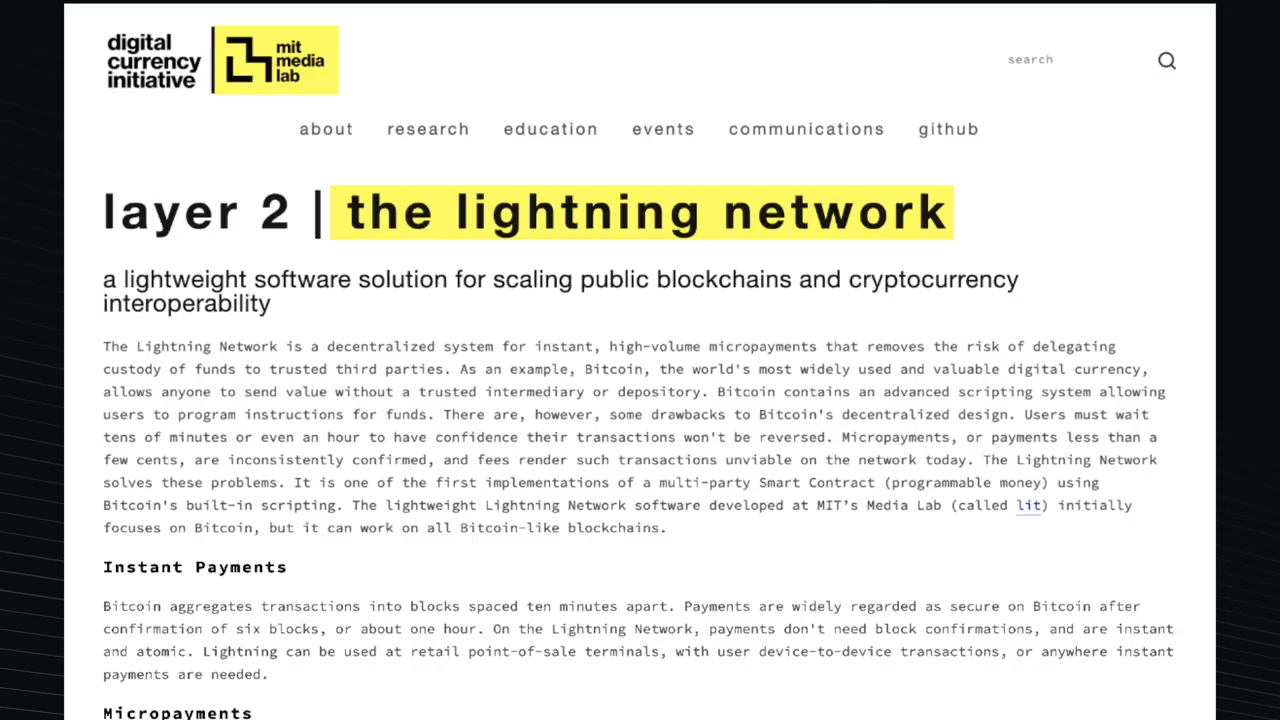 digital
currency
initiative
mit
media
lab
search
about research education events communications github
layer 2 | the lightning network
a lightweight software solution for scaling public blockchains and cryptocurrency
interoperability
The Lightning Network is a decentralized system for instant, high-volume micropayments that removes the risk of delegating
custody of funds to trusted third parties. As an example, Bitcoin, the world's most widely used and valuable digital currency,
allows anyone to send value without a trusted intermediary or depository. Bitcoin contains an advanced scripting system allowing
users to program instructions for funds. There are, however, some drawbacks to Bitcoin's decentralized design. Users must wait
tens of minutes or even an hour to have confidence their transactions won't be reversed. Micropayments, or payments less than a
few cents, are inconsistently confirmed, and fees render such transactions unviable on the network today. The Lightning Network
solves these problems. It is one of the first implementations of a multi-party Smart Contract (programmable money) using
Bitcoin's built-in scripting. The lightweight Lightning Network software developed at MIT’s Media Lab (called lit) initially
focuses on Bitcoin, but it can work on all Bitcoin-like blockchains.
Instant Payments
Bitcoin aggregates transactions into blocks spaced ten minutes apart. Payments are widely regarded as secure on Bitcoin after
confirmation of six blocks, or about one hour. On the Lightning Network, payments don't need block confirmations, and are instant
and atomic. Lightning can be used at retail point-of-sale terminals, with user device-to-device transactions, or anywhere instant
payments are needed.
Micropayments